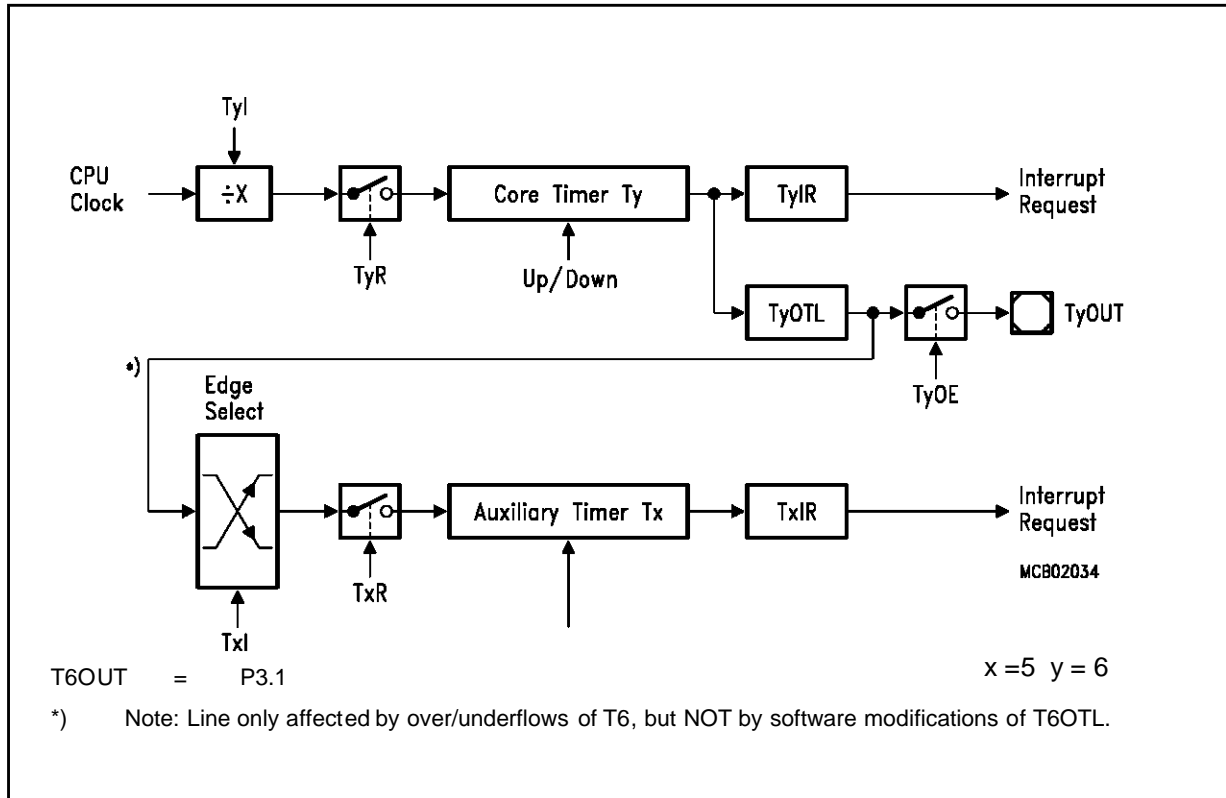 TyI
CPU
Clock
÷X
Core Timer Ty
TyIR
Interrupt
Request
TyR
Up/Down
TyOTL
TyOUT
*)
TyOE
Edge
Select
Auxiliary Timer Tx
TxIR
Interrupt
Request
TxR
MCB02034
TxI
T6OUT = P3.1
x =5 y = 6
*) Note: Line only affected by over/underflows of T6, but NOT by software modifications of T6OTL.